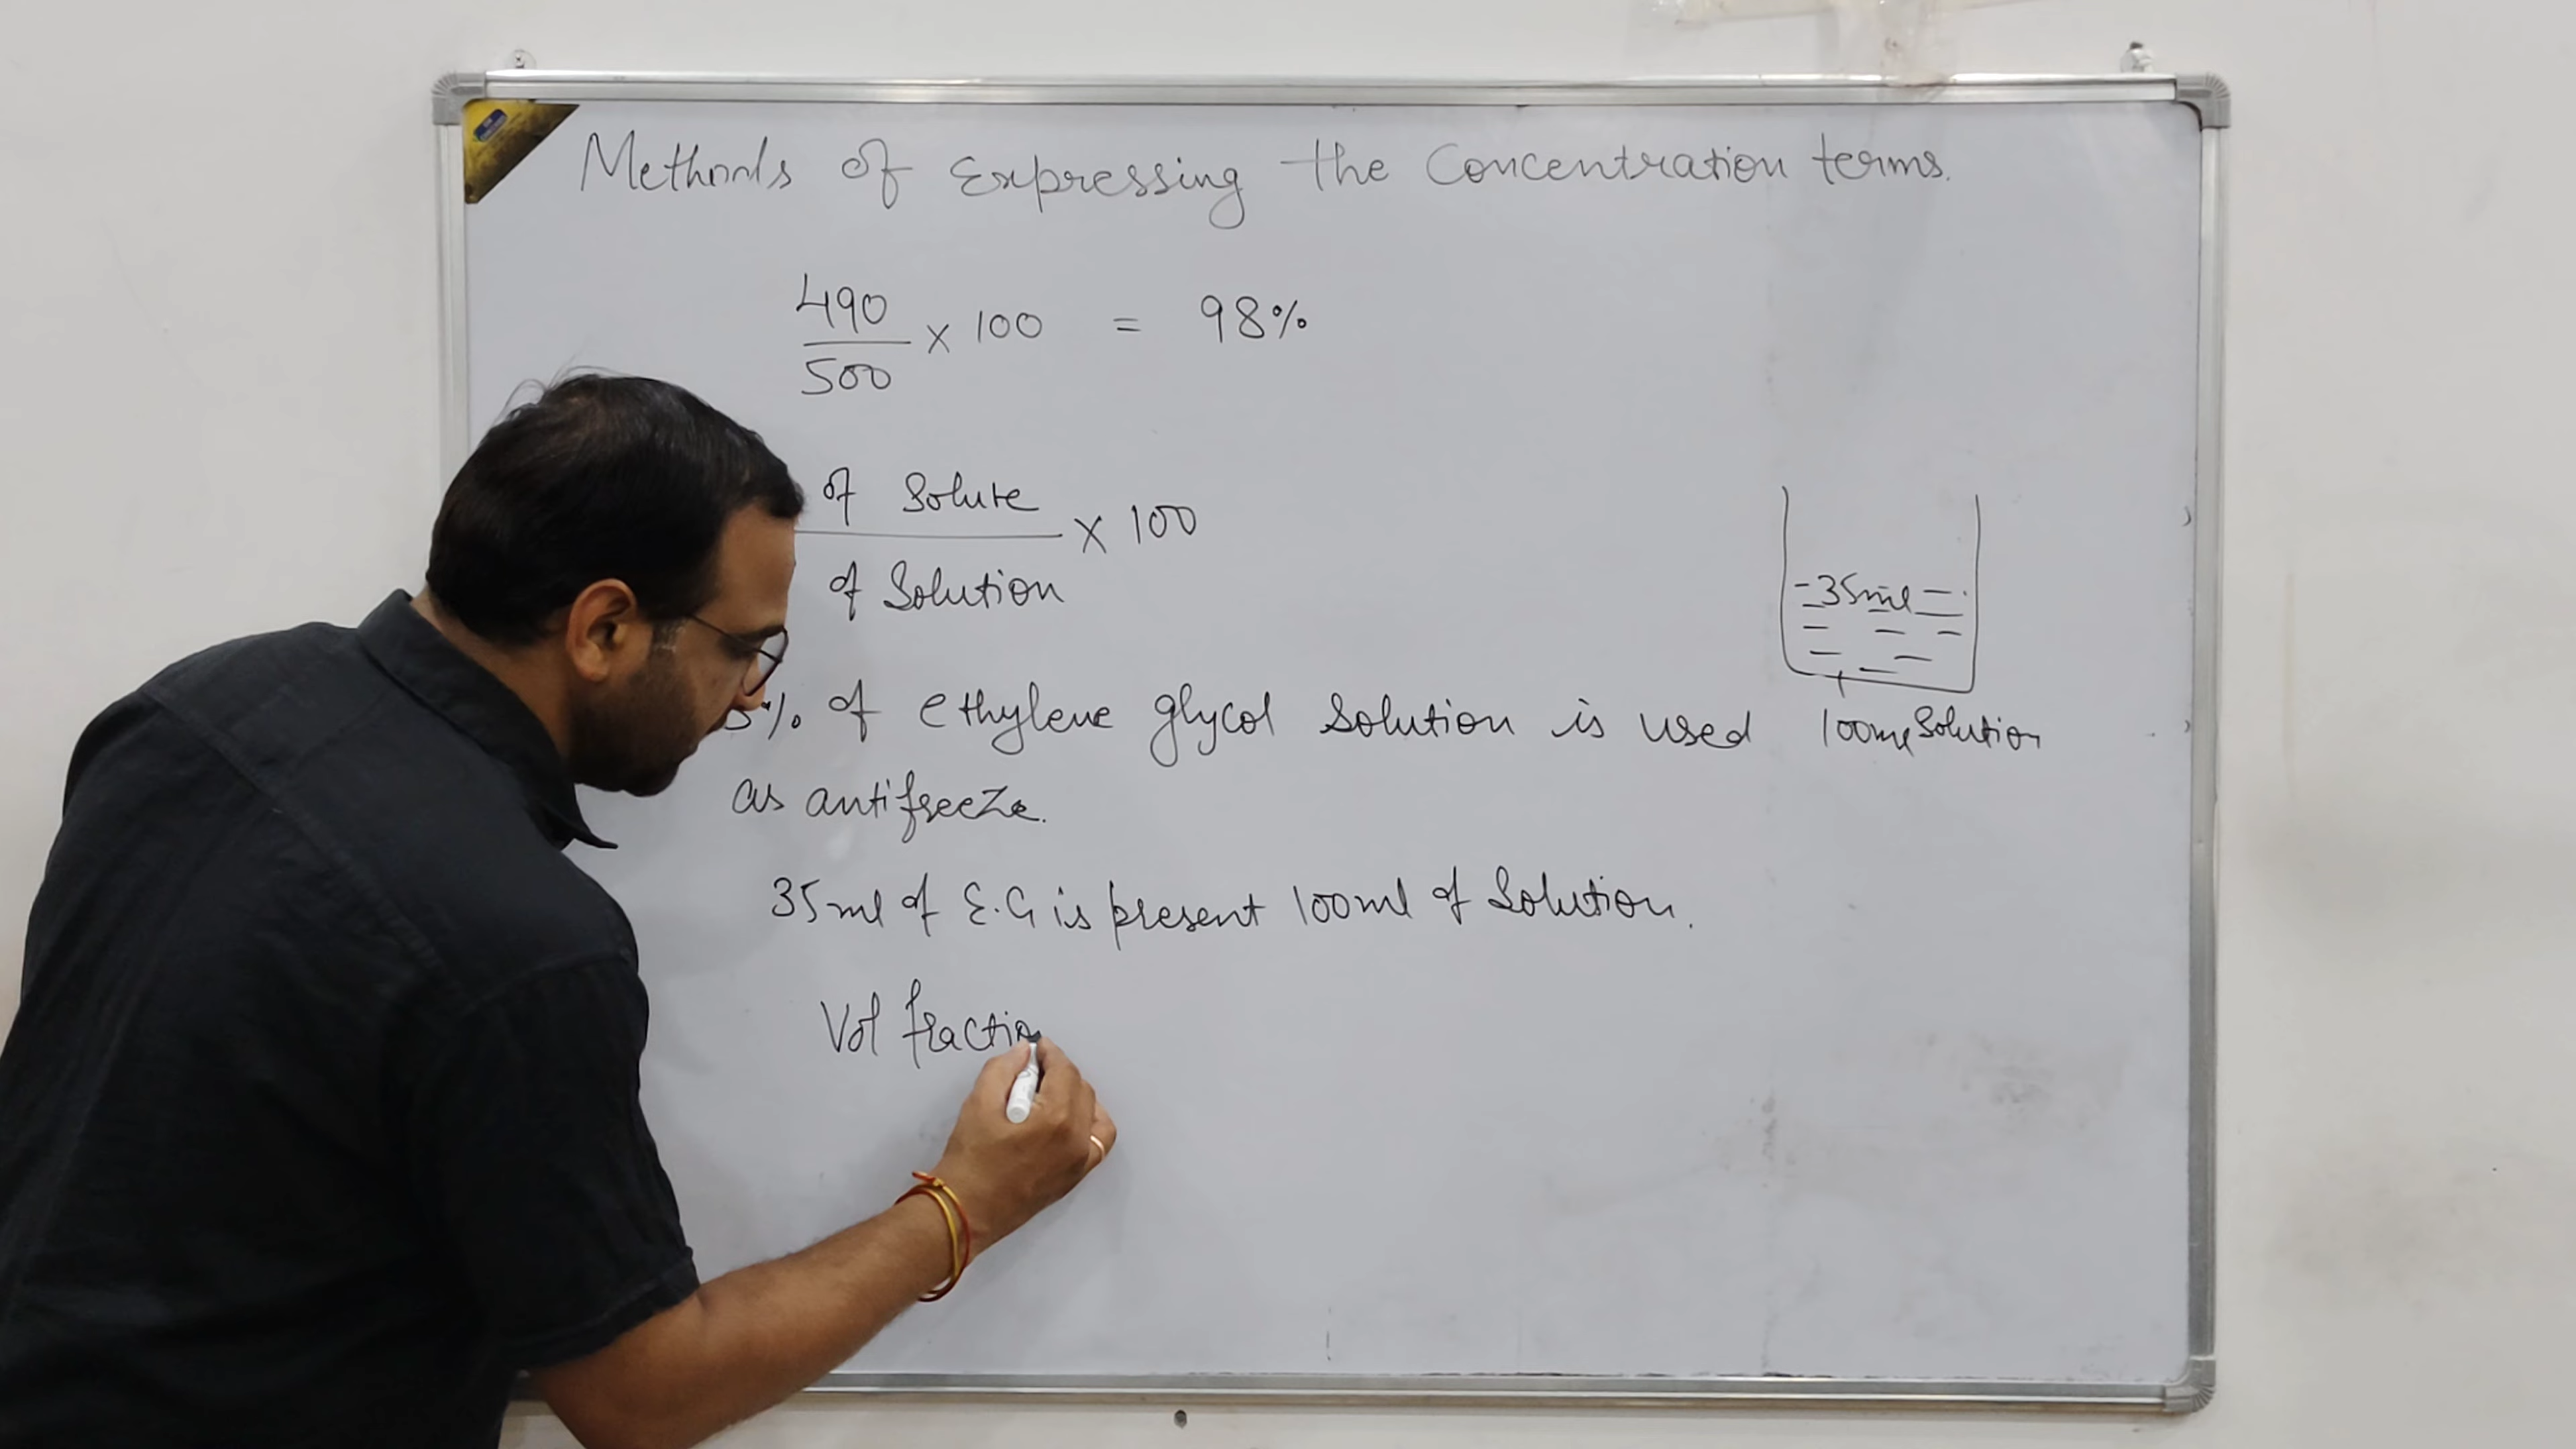 Methods of Expressing the Concentration terms.
490
500
x 100 = 98%
of Solute
of Solution
x 100
-35ml
% of ethylene glycol solution is used
100ml Solution
as antifreeze.
35ml of E.G is present 100ml of Solution.
Vol fractio